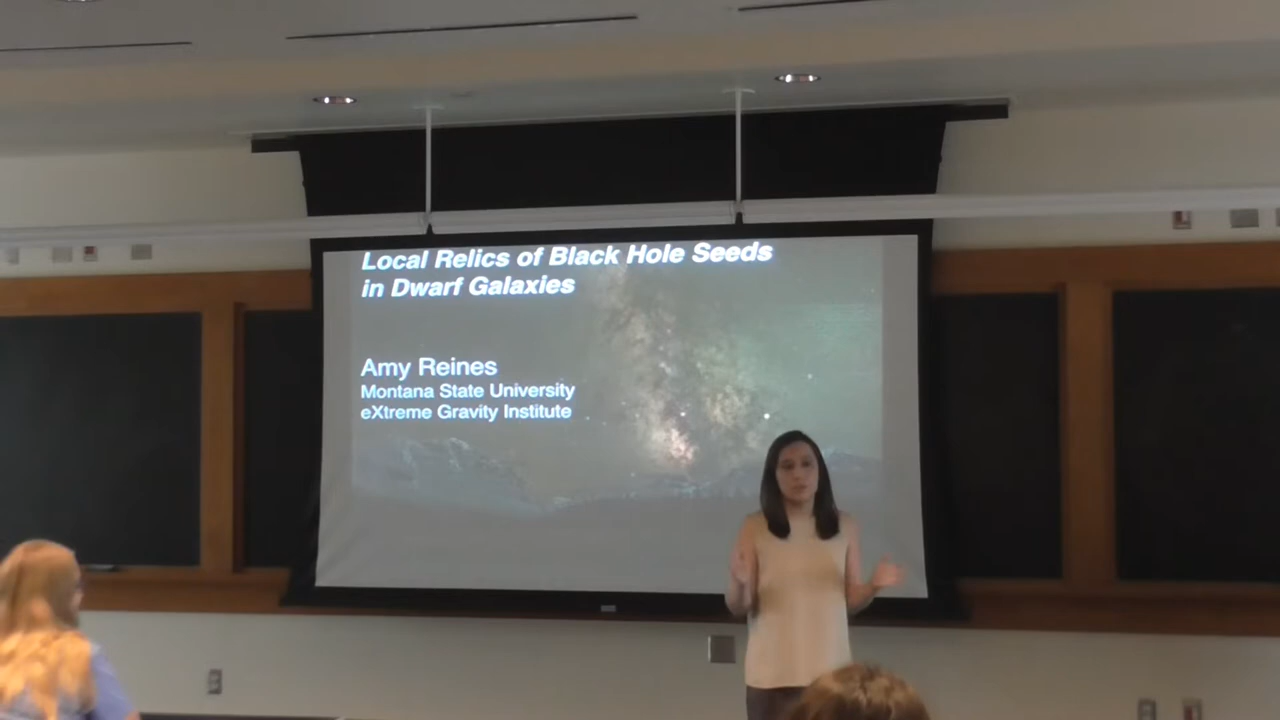 Local Relics of Black Hole Seeds
in Dwarf Galaxies
Amy Reines
Montana State University
eXtreme Gravity Institute